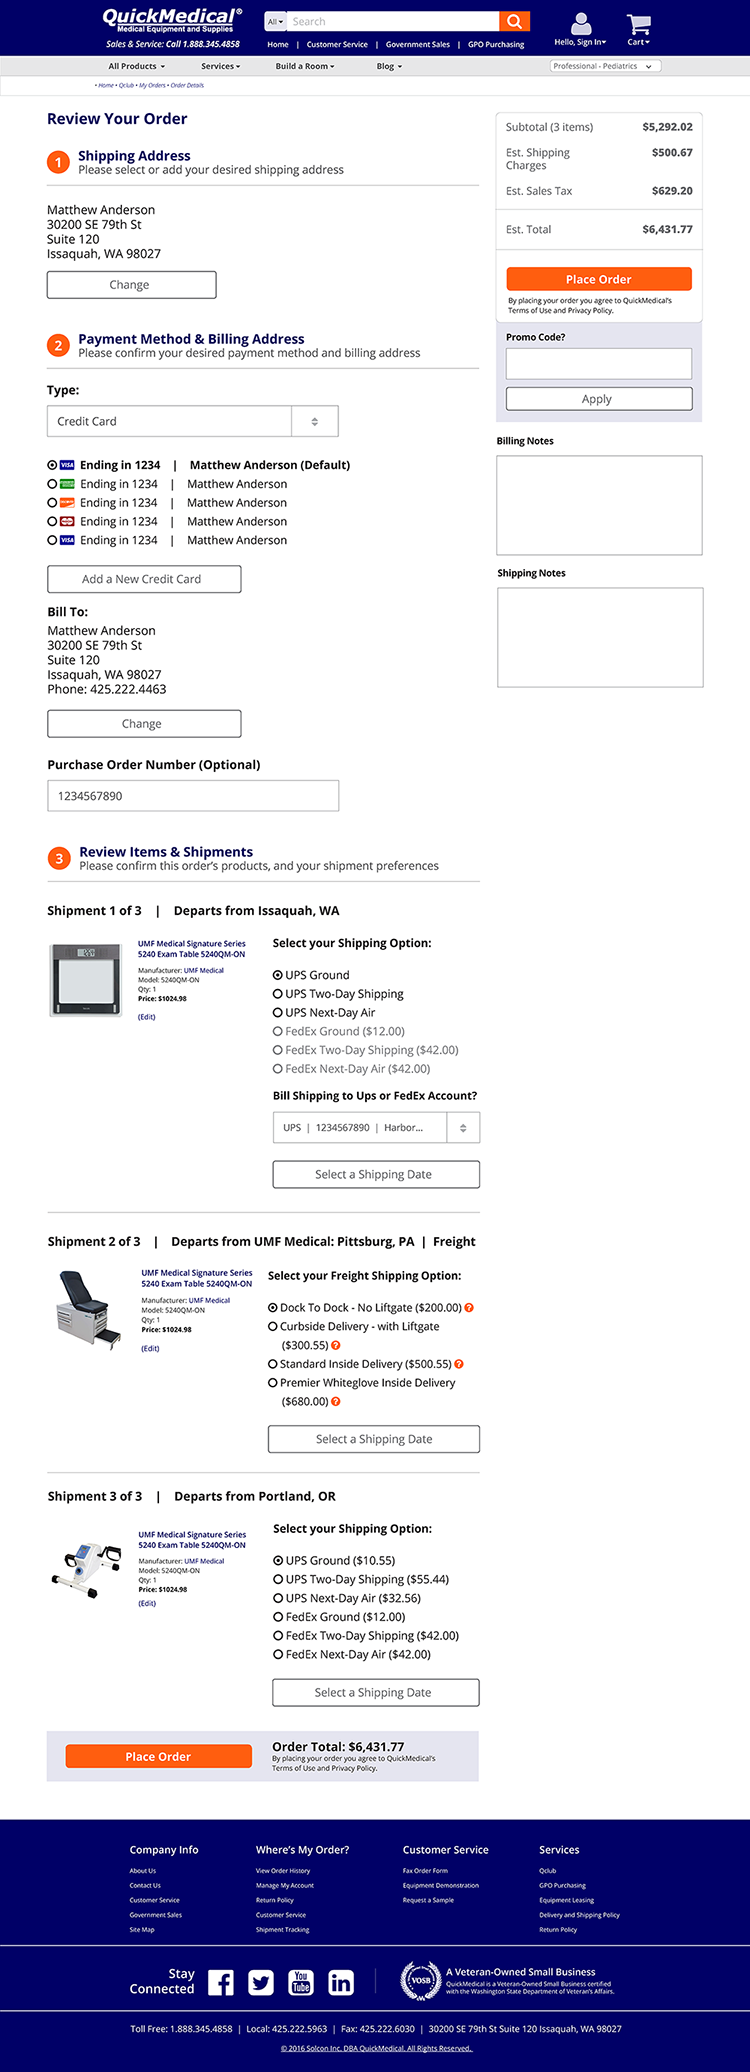 QuickMedical®
Medical Equipment and Supplies
Sales & Service: Call 1.888.345.4858
All
Search
Home | Customer Service | Government Sales | GPO Purchasing
Hello, Sign In
Cart
All Products
Services
Build a Room
Blog
Professional - Pediatrics
• Home • Qclub • My Orders • Order Details
Review Your Order
1
Shipping Address
Please select or add your desired shipping address
Matthew Anderson
30200 SE 79th St
Suite 120
Issaquah, WA 98027
Change
Subtotal (3 items) $5,292.02
Est. Shipping
Charges
$500.67
Est. Sales Tax $629.20
Est. Total $6,431.77
Place Order
By placing your order you agree to QuickMedical's
Terms of Use and Privacy Policy.
Promo Code?
Apply
Billing Notes
Shipping Notes
2
Payment Method & Billing Address
Please confirm your desired payment method and billing address
Type:
Credit Card
VISA Ending in 1234 | Matthew Anderson (Default)
Ending in 1234 | Matthew Anderson
Ending in 1234 | Matthew Anderson
Ending in 1234 | Matthew Anderson
VISA Ending in 1234 | Matthew Anderson
Add a New Credit Card
Bill To:
Matthew Anderson
30200 SE 79th St
Suite 120
Issaquah, WA 98027
Phone: 425.222.4463
Change
Purchase Order Number (Optional)
1234567890
3
Review Items & Shipments
Please confirm this order's products, and your shipment preferences
Shipment 1 of 3 | Departs from Issaquah, WA
UMF Medical Signature Series
5240 Exam Table 5240QM-ON
Manufacturer: UMF Medical
Model: 5240QM-ON
Qty: 1
Price: $1024.98
(Edit)
Select your Shipping Option:
UPS Ground
UPS Two-Day Shipping
UPS Next-Day Air
FedEx Ground ($12.00)
FedEx Two-Day Shipping ($42.00)
FedEx Next-Day Air ($42.00)
Bill Shipping to Ups or FedEx Account?
UPS | 1234567890 | Harbor...
Select a Shipping Date
Shipment 2 of 3 | Departs from UMF Medical: Pittsburg, PA | Freight
UMF Medical Signature Series
5240 Exam Table 5240QM-ON
Manufacturer: UMF Medical
Model: 5240QM-ON
Qty: 1
Price: $1024.98
(Edit)
Select your Freight Shipping Option:
Dock To Dock - No Liftgate ($200.00) ?
Curbside Delivery - with Liftgate
($300.55) ?
Standard Inside Delivery ($500.55) ?
Premier Whiteglove Inside Delivery
($680.00) ?
Select a Shipping Date
Shipment 3 of 3 | Departs from Portland, OR
UMF Medical Signature Series
5240 Exam Table 5240QM-ON
Manufacturer: UMF Medical
Model: 5240QM-ON
Qty: 1
Price: $1024.98
(Edit)
Select your Shipping Option:
UPS Ground ($10.55)
UPS Two-Day Shipping ($55.44)
UPS Next-Day Air ($32.56)
FedEx Ground ($12.00)
FedEx Two-Day Shipping ($42.00)
FedEx Next-Day Air ($42.00)
Select a Shipping Date
Place Order
Order Total: $6,431.77
By placing your order you agree to QuickMedical's
Terms of Use and Privacy Policy.
Company Info
About Us
Contact Us
Customer Service
Government Sales
Site Map
Where's My Order?
View Order History
Manage My Account
Return Policy
Customer Service
Shipment Tracking
Customer Service
Fax Order Form
Equipment Demonstration
Request a Sample
Services
Qclub
GPO Purchasing
Equipment Leasing
Delivery and Shipping Policy
Return Policy
Stay
Connected
You
Tube
in
VOSB
A Veteran-Owned Small Business
QuickMedical is a Veteran-Owned Small Business certified
with the Washington State Department of Veteran's Affairs.
Toll Free: 1.888.345.4858 | Local: 425.222.5963 | Fax: 425.222.6030 | 30200 SE 79th St Suite 120 Issaquah, WA 98027
© 2016 Solcon Inc. DBA QuickMedical, All Rights Reserved.